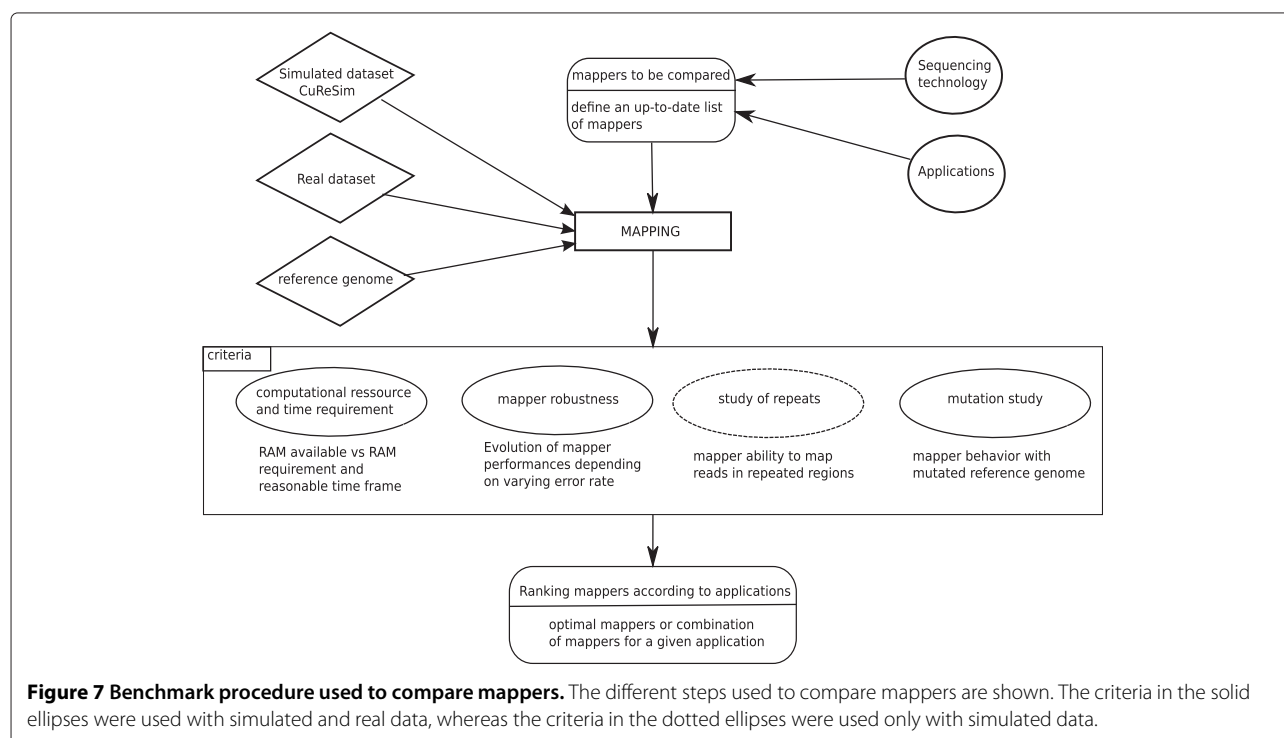 Simulated dataset
CuReSim
Real dataset
reference genome
mappers to be compared
define an up-to-date list
of mappers
Sequencing
technology
Applications
MAPPING
criteria
computational ressource
and time requirement
RAM available vs RAM
requirement and
reasonable time frame
mapper robustness
Evolution of mapper
performances depending
on varying error rate
study of repeats
mapper ability to map
reads in repeated regions
mutation study
mapper behavior with
mutated reference genome
Ranking mappers according to applications
optimal mappers or combination
of mappers for a given application
Figure 7 Benchmark procedure used to compare mappers. The different steps used to compare mappers are shown. The criteria in the solid
ellipses were used with simulated and real data, whereas the criteria in the dotted ellipses were used only with simulated data.